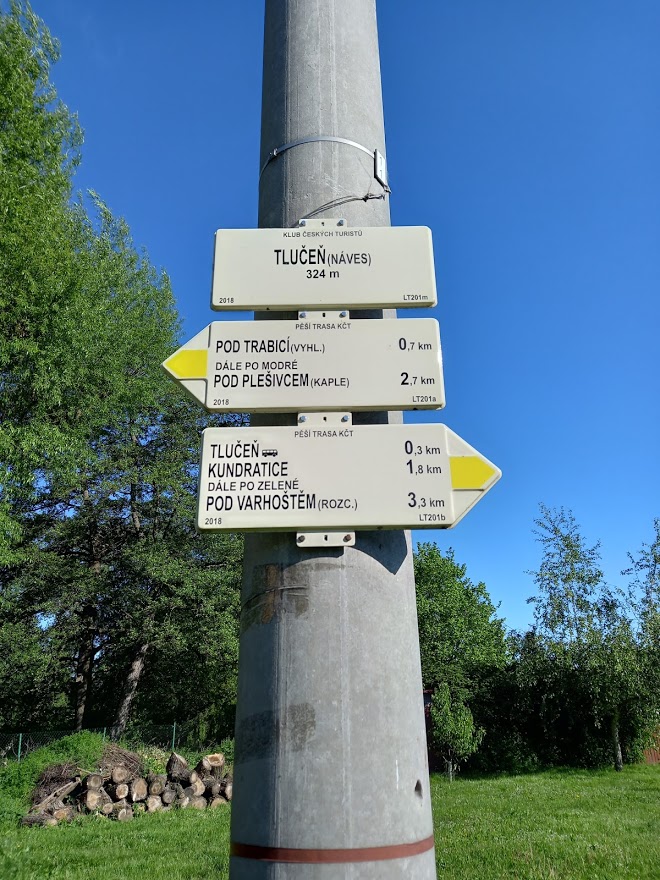 KLUB ČESKÝCH TURISTŮ
TLUČEŇ(NÁVES)
324 m
2018 LT201m
PĚŠÍ TRASA KČT
POD TRABICÍ(VYHL.) 0,7 km
DÁLE PO MODRÉ
POD PLEŠIVCEM(KAPLE) 2,7 km
2018 LT201a
PĚŠÍ TRASA KČT
TLUČEŇ 0,3 km
KUNDRATICE 1,8 km
DÁLE PO ZELENÉ
POD VARHOŠTĚM(ROZC.) 3,3 km
2018 LT201b